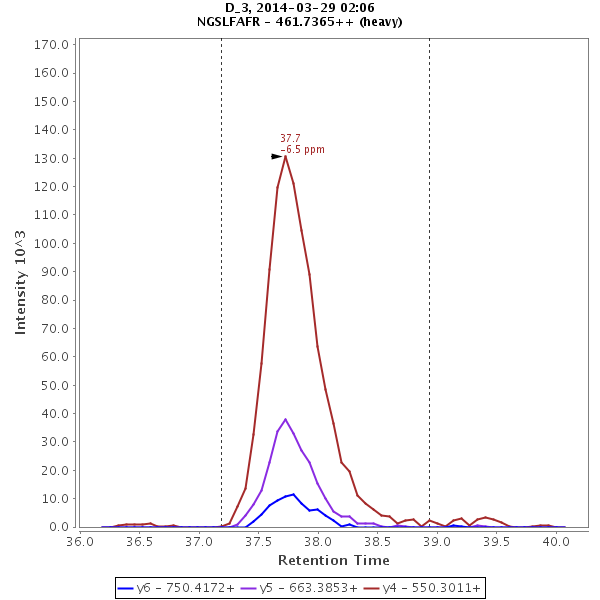 D_3, 2014-03-29 02:06
NGSLFAFR - 461.7365++ (heavy)
170.0
160.0
150.0
140.0
130.0
120.0
110.0
100.0
90.0
80.0
70.0
60.0
50.0
40.0
30.0
20.0
10.0
0.0
Intensity 10^3
37.7
-6.5 ppm
36.0 36.5 37.0 37.5 38.0 38.5 39.0 39.5 40.0
Retention Time
y6 - 750.4172+ y5 - 663.3853+ y4 - 550.3011+